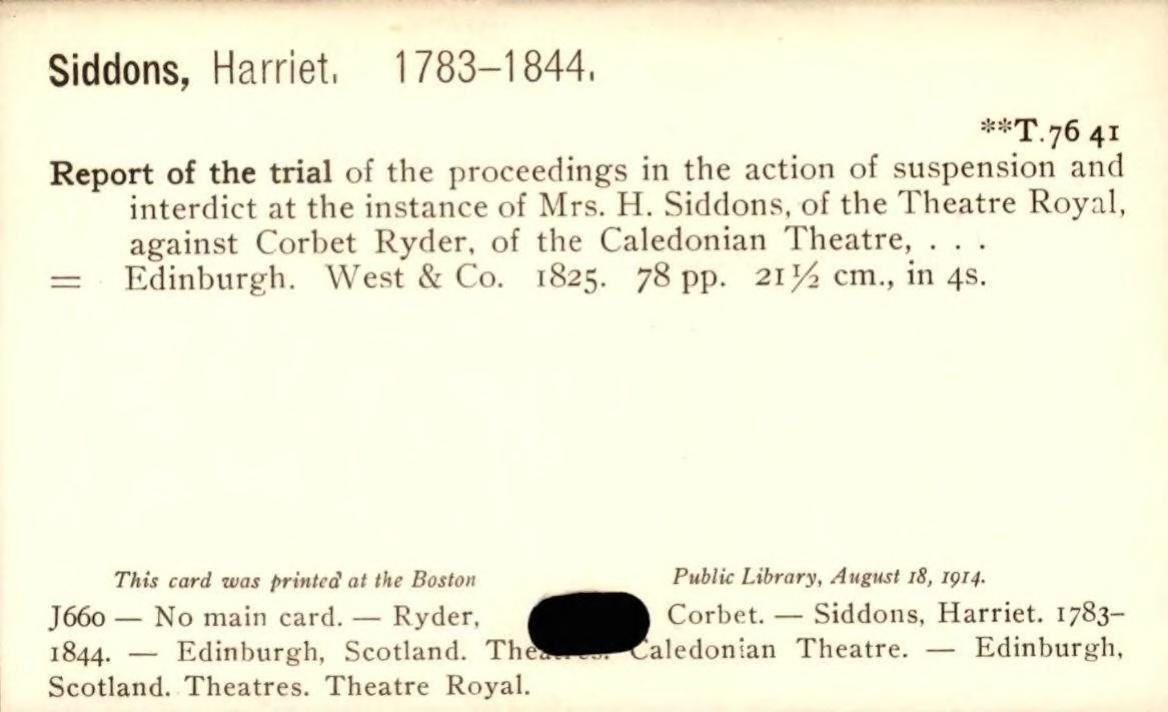 Siddons, Harriet. 1783–1844.
**T.76 41
Report of the trial of the proceedings in the action of suspension and
interdict at the instance of Mrs. H. Siddons, of the Theatre Royal,
against Corbet Ryder, of the Caledonian Theatre, . . .
= Edinburgh. West & Co. 1825. 78 pp. 21½ cm., in 4s.
This card was printed at the Boston Public Library, August 18, 1914.
J660 — No main card. — Ryder, Corbet. — Siddons, Harriet. 1783–
1844. — Edinburgh, Scotland. Theatres. Caledonian Theatre. — Edinburgh,
Scotland. Theatres. Theatre Royal.